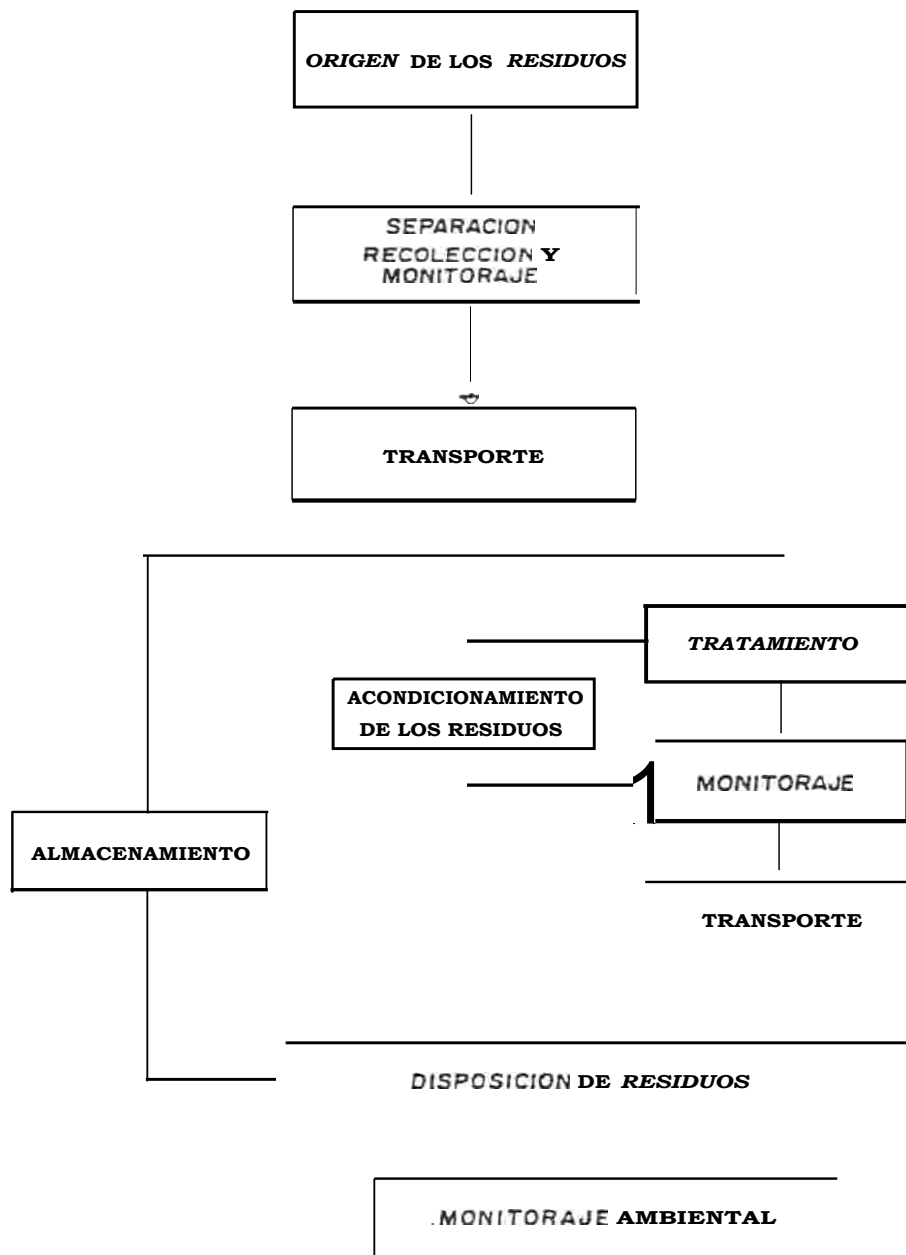 ORIGEN DE LOS RESIDUOS
SEPARACION
RECOLECCION Y
MONITORAJE
TRANSPORTE
TRATAMIENTO
ACONDICIONAMIENTO
DE LOS RESIDUOS
MONITORAJE
ALMACENAMIENTO
TRANSPORTE
DISPOSICION DE RESIDUOS
.MONITORAJE AMBIENTAL